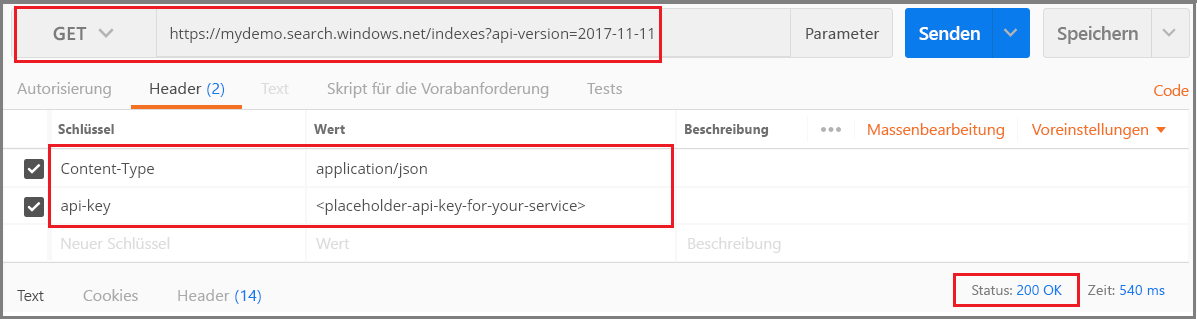 GET https://mydemo.search.windows.net/indexes?api-version=2017-11-11 Parameter Senden Speichern
Autorisierung Header (2) Text Skript für die Vorabanforderung Tests Code
Schlüssel Wert Beschreibung ••• Massenbearbeitung Voreinstellungen
Content-Type application/json
api-key <placeholder-api-key-for-your-service>
Neuer Schlüssel Wert Beschreibung
Text Cookies Header (14) Status: 200 OK Zeit: 540 ms